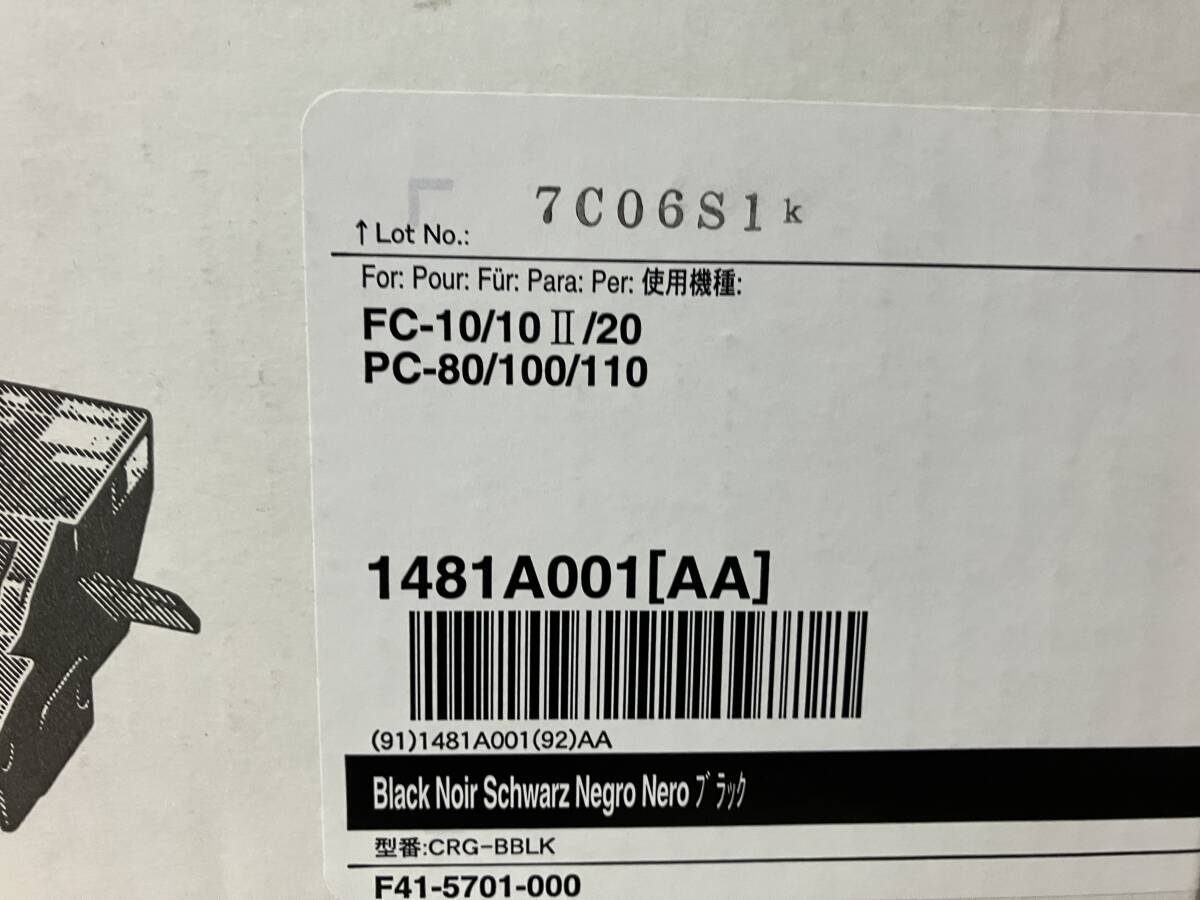 7C06S1 k
↑Lot No.:
For: Pour: Für: Para: Per: 使用機種:
FC-10/10Ⅱ/20
PC-80/100/110
1481A001[AA]
(91)1481A001(92)AA
Black Noir Schwarz Negro Nero ブラック
型番:CRG-BBLK
F41-5701-000